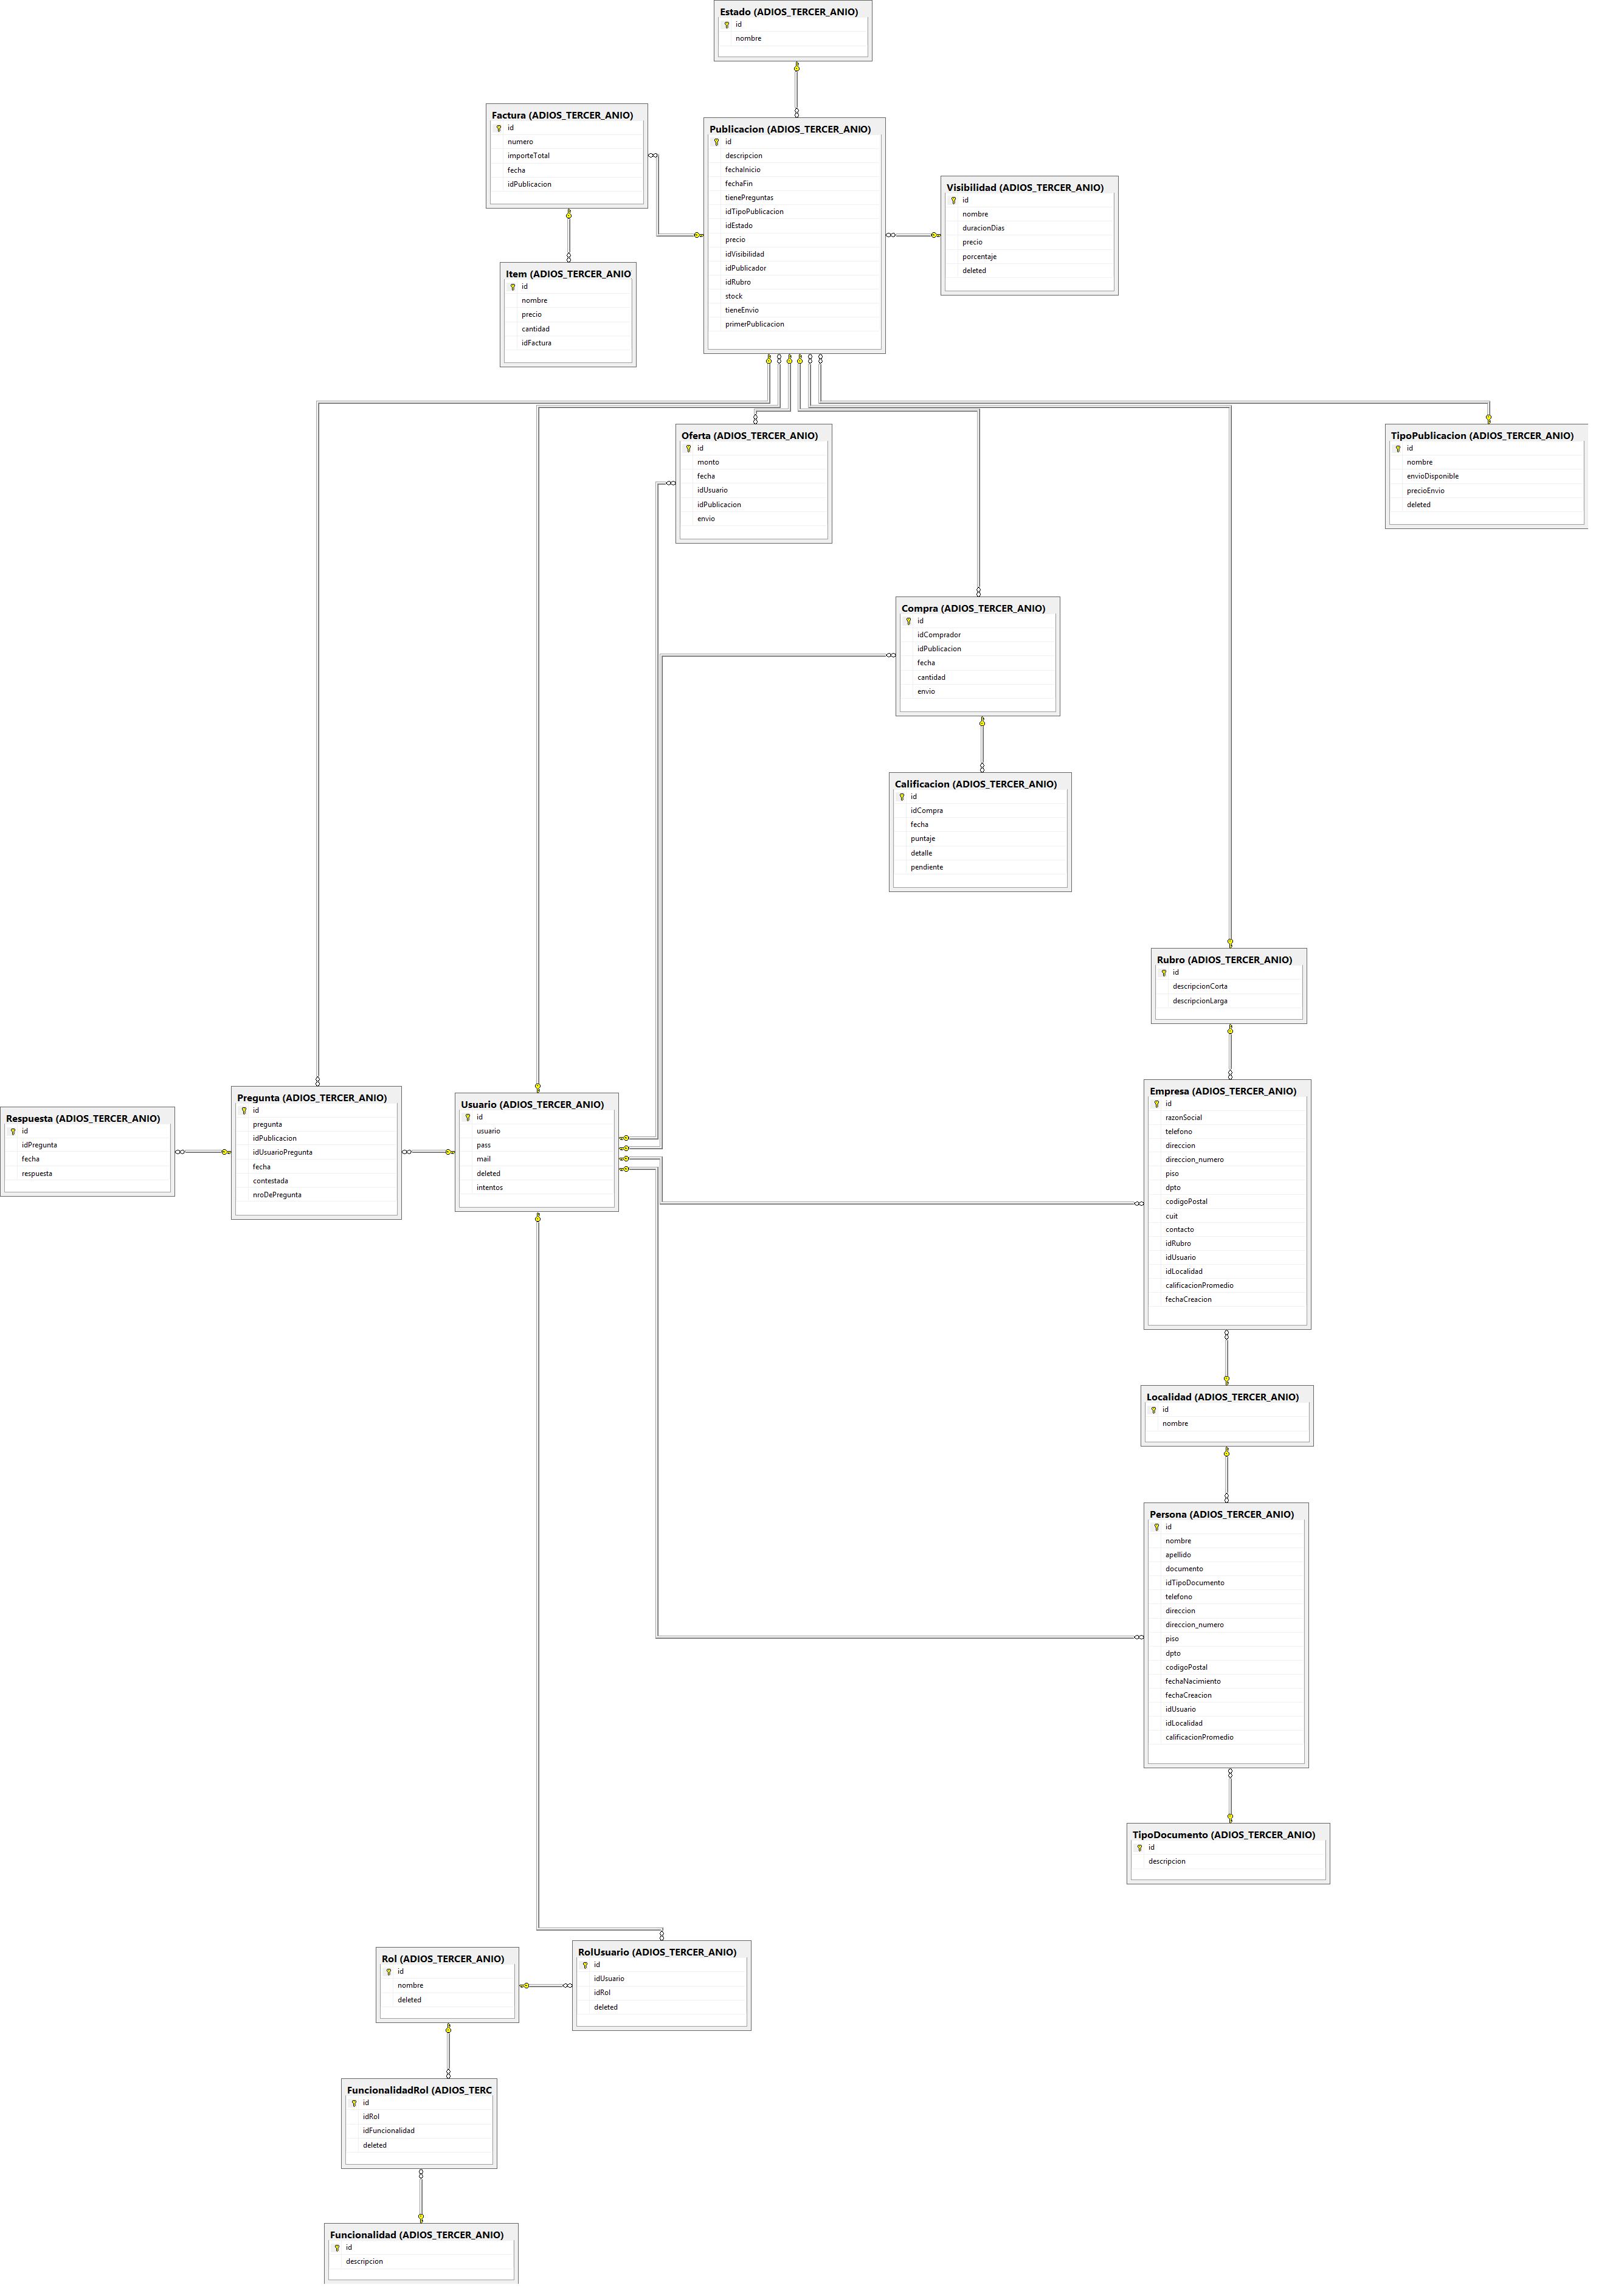 Estado (ADIOS_TERCER_ANIO)
id
nombre
Factura (ADIOS_TERCER_ANIO)
id
numero
importeTotal
fecha
idPublicacion
Publicacion (ADIOS_TERCER_ANIO)
id
descripcion
fechaInicio
fechaFin
tienePreguntas
idTipoPublicacion
idEstado
precio
idVisibilidad
idPublicador
idRubro
stock
tieneEnvio
primerPublicacion
Visibilidad (ADIOS_TERCER_ANIO)
id
nombre
duracionDias
precio
porcentaje
deleted
Item (ADIOS_TERCER_ANIO
id
nombre
precio
cantidad
idFactura
Oferta (ADIOS_TERCER_ANIO)
id
monto
fecha
idUsuario
idPublicacion
envio
TipoPublicacion (ADIOS_TERCER_ANIO)
id
nombre
envioDisponible
precioEnvio
deleted
Compra (ADIOS_TERCER_ANIO)
id
idComprador
idPublicacion
fecha
cantidad
envio
Calificacion (ADIOS_TERCER_ANIO)
id
idCompra
fecha
puntaje
detalle
pendiente
Rubro (ADIOS_TERCER_ANIO)
id
descripcionCorta
descripcionLarga
Respuesta (ADIOS_TERCER_ANIO)
id
idPregunta
fecha
respuesta
Pregunta (ADIOS_TERCER_ANIO)
id
pregunta
idPublicacion
idUsuarioPregunta
fecha
contestada
nroDePregunta
Usuario (ADIOS_TERCER_ANIO)
id
usuario
pass
mail
deleted
intentos
Empresa (ADIOS_TERCER_ANIO)
id
razonSocial
telefono
direccion
direccion_numero
piso
dpto
codigoPostal
cuit
contacto
idRubro
idUsuario
idLocalidad
calificacionPromedio
fechaCreacion
Localidad (ADIOS_TERCER_ANIO)
id
nombre
Persona (ADIOS_TERCER_ANIO)
id
nombre
apellido
documento
idTipoDocumento
telefono
direccion
direccion_numero
piso
dpto
codigoPostal
fechaNacimiento
fechaCreacion
idUsuario
idLocalidad
calificacionPromedio
TipoDocumento (ADIOS_TERCER_ANIO)
id
descripcion
Rol (ADIOS_TERCER_ANIO)
id
nombre
deleted
RolUsuario (ADIOS_TERCER_ANIO)
id
idUsuario
idRol
deleted
FuncionalidadRol (ADIOS_TERC
id
idRol
idFuncionalidad
deleted
Funcionalidad (ADIOS_TERCER_ANIO)
id
descripcion